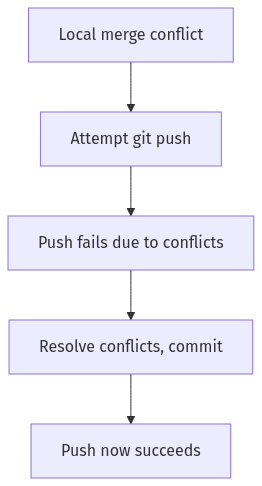 Local merge conflict
Attempt git push
Push fails due to conflicts
Resolve conflicts, commit
Push now succeeds